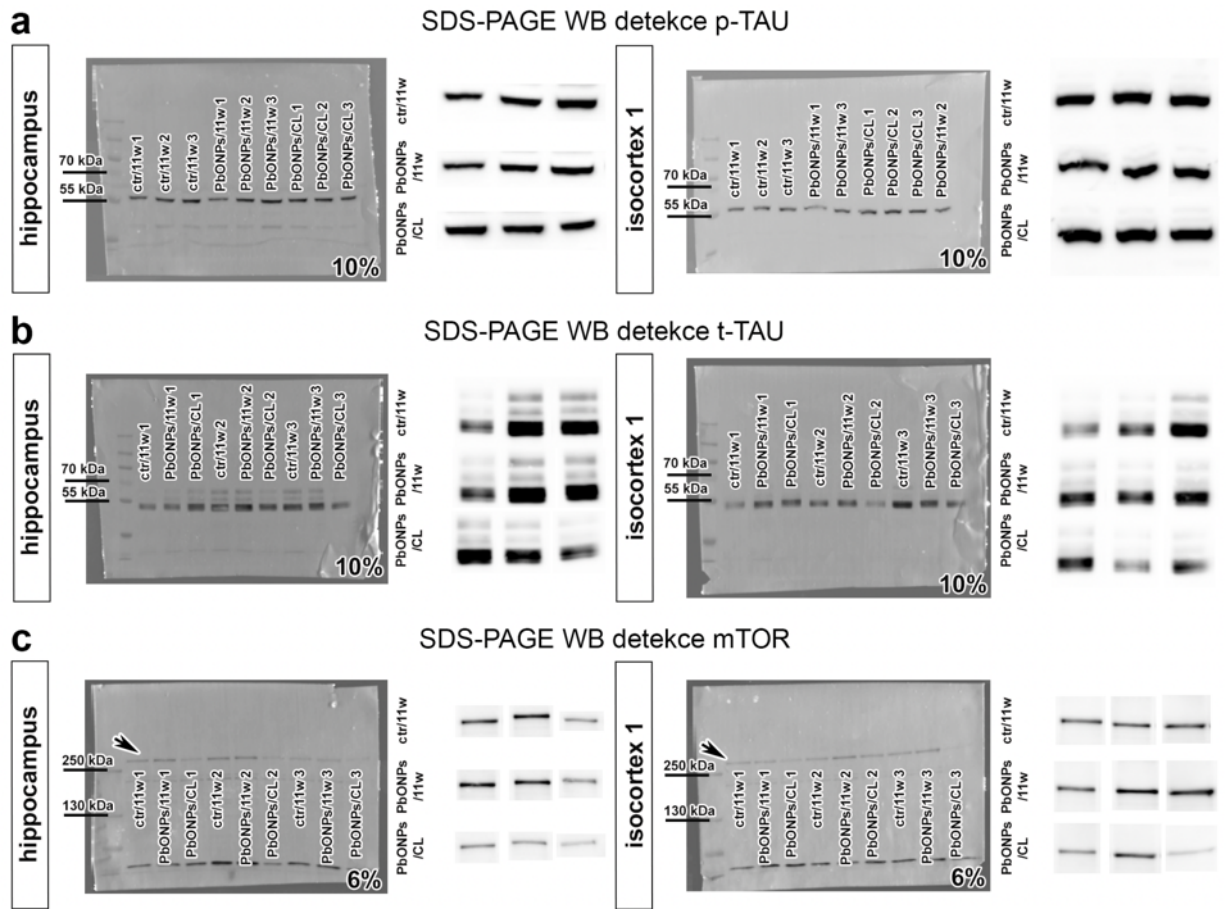 a
SDS-PAGE WB detekce p-TAU
hippocampus
70 kDa
55 kDa
ctr/11w 1
ctr/11w 2
ctr/11w 3
PbONPs/11w 1
PbONPs/11w 2
PbONPs/11w 3
PbONPs/CL 1
PbONPs/CL 2
PbONPs/CL 3
10%
ctr/11w
PbONPs
/11w
PbONPs
/CL
isocortex 1
70 kDa
55 kDa
ctr/11w 1
ctr/11w 2
ctr/11w 3
PbONPs/11w 1
PbONPs/11w 3
PbONPs/CL 1
PbONPs/CL 2
PbONPs/CL 3
PbONPs/11w 2
10%
ctr/11w
PbONPs
/11w
PbONPs
/CL
b
SDS-PAGE WB detekce t-TAU
hippocampus
70 kDa
55 kDa
ctr/11w 1
PbONPs/11w 1
PbONPs/CL 1
ctr/11w 2
PbONPs/11w 2
PbONPs/CL 2
ctr/11w 3
PbONPs/11w 3
PbONPs/CL 3
10%
ctr/11w
PbONPs
/11w
PbONPs
/CL
isocortex 1
70 kDa
55 kDa
ctr/11w 1
PbONPs/11w 1
PbONPs/CL 1
ctr/11w 2
PbONPs/11w 2
PbONPs/CL 2
ctr/11w 3
PbONPs/11w 3
PbONPs/CL 3
10%
ctr/11w
PbONPs
/11w
PbONPs
/CL
c
SDS-PAGE WB detekce mTOR
hippocampus
250 kDa
130 kDa
ctr/11w 1
PbONPs/11w 1
PbONPs/CL 1
ctr/11w 2
PbONPs/11w 2
PbONPs/CL 2
ctr/11w 3
PbONPs/11w 3
PbONPs/CL 3
6%
ctr/11w
PbONPs
/11w
PbONPs
/CL
isocortex 1
250 kDa
130 kDa
ctr/11w 1
PbONPs/11w 1
PbONPs/CL 1
ctr/11w 2
PbONPs/11w 2
PbONPs/CL 2
ctr/11w 3
PbONPs/11w 3
PbONPs/CL 3
6%
ctr/11w
PbONPs
/11w
PbONPs
/CL